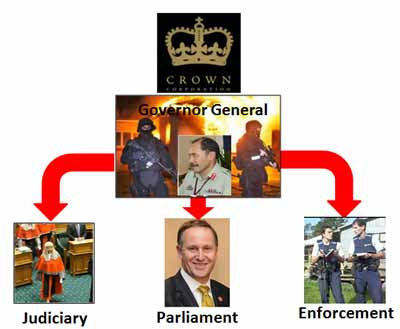 CROWN
CORPORATION
Governor General
Judiciary
Parliament
Enforcement